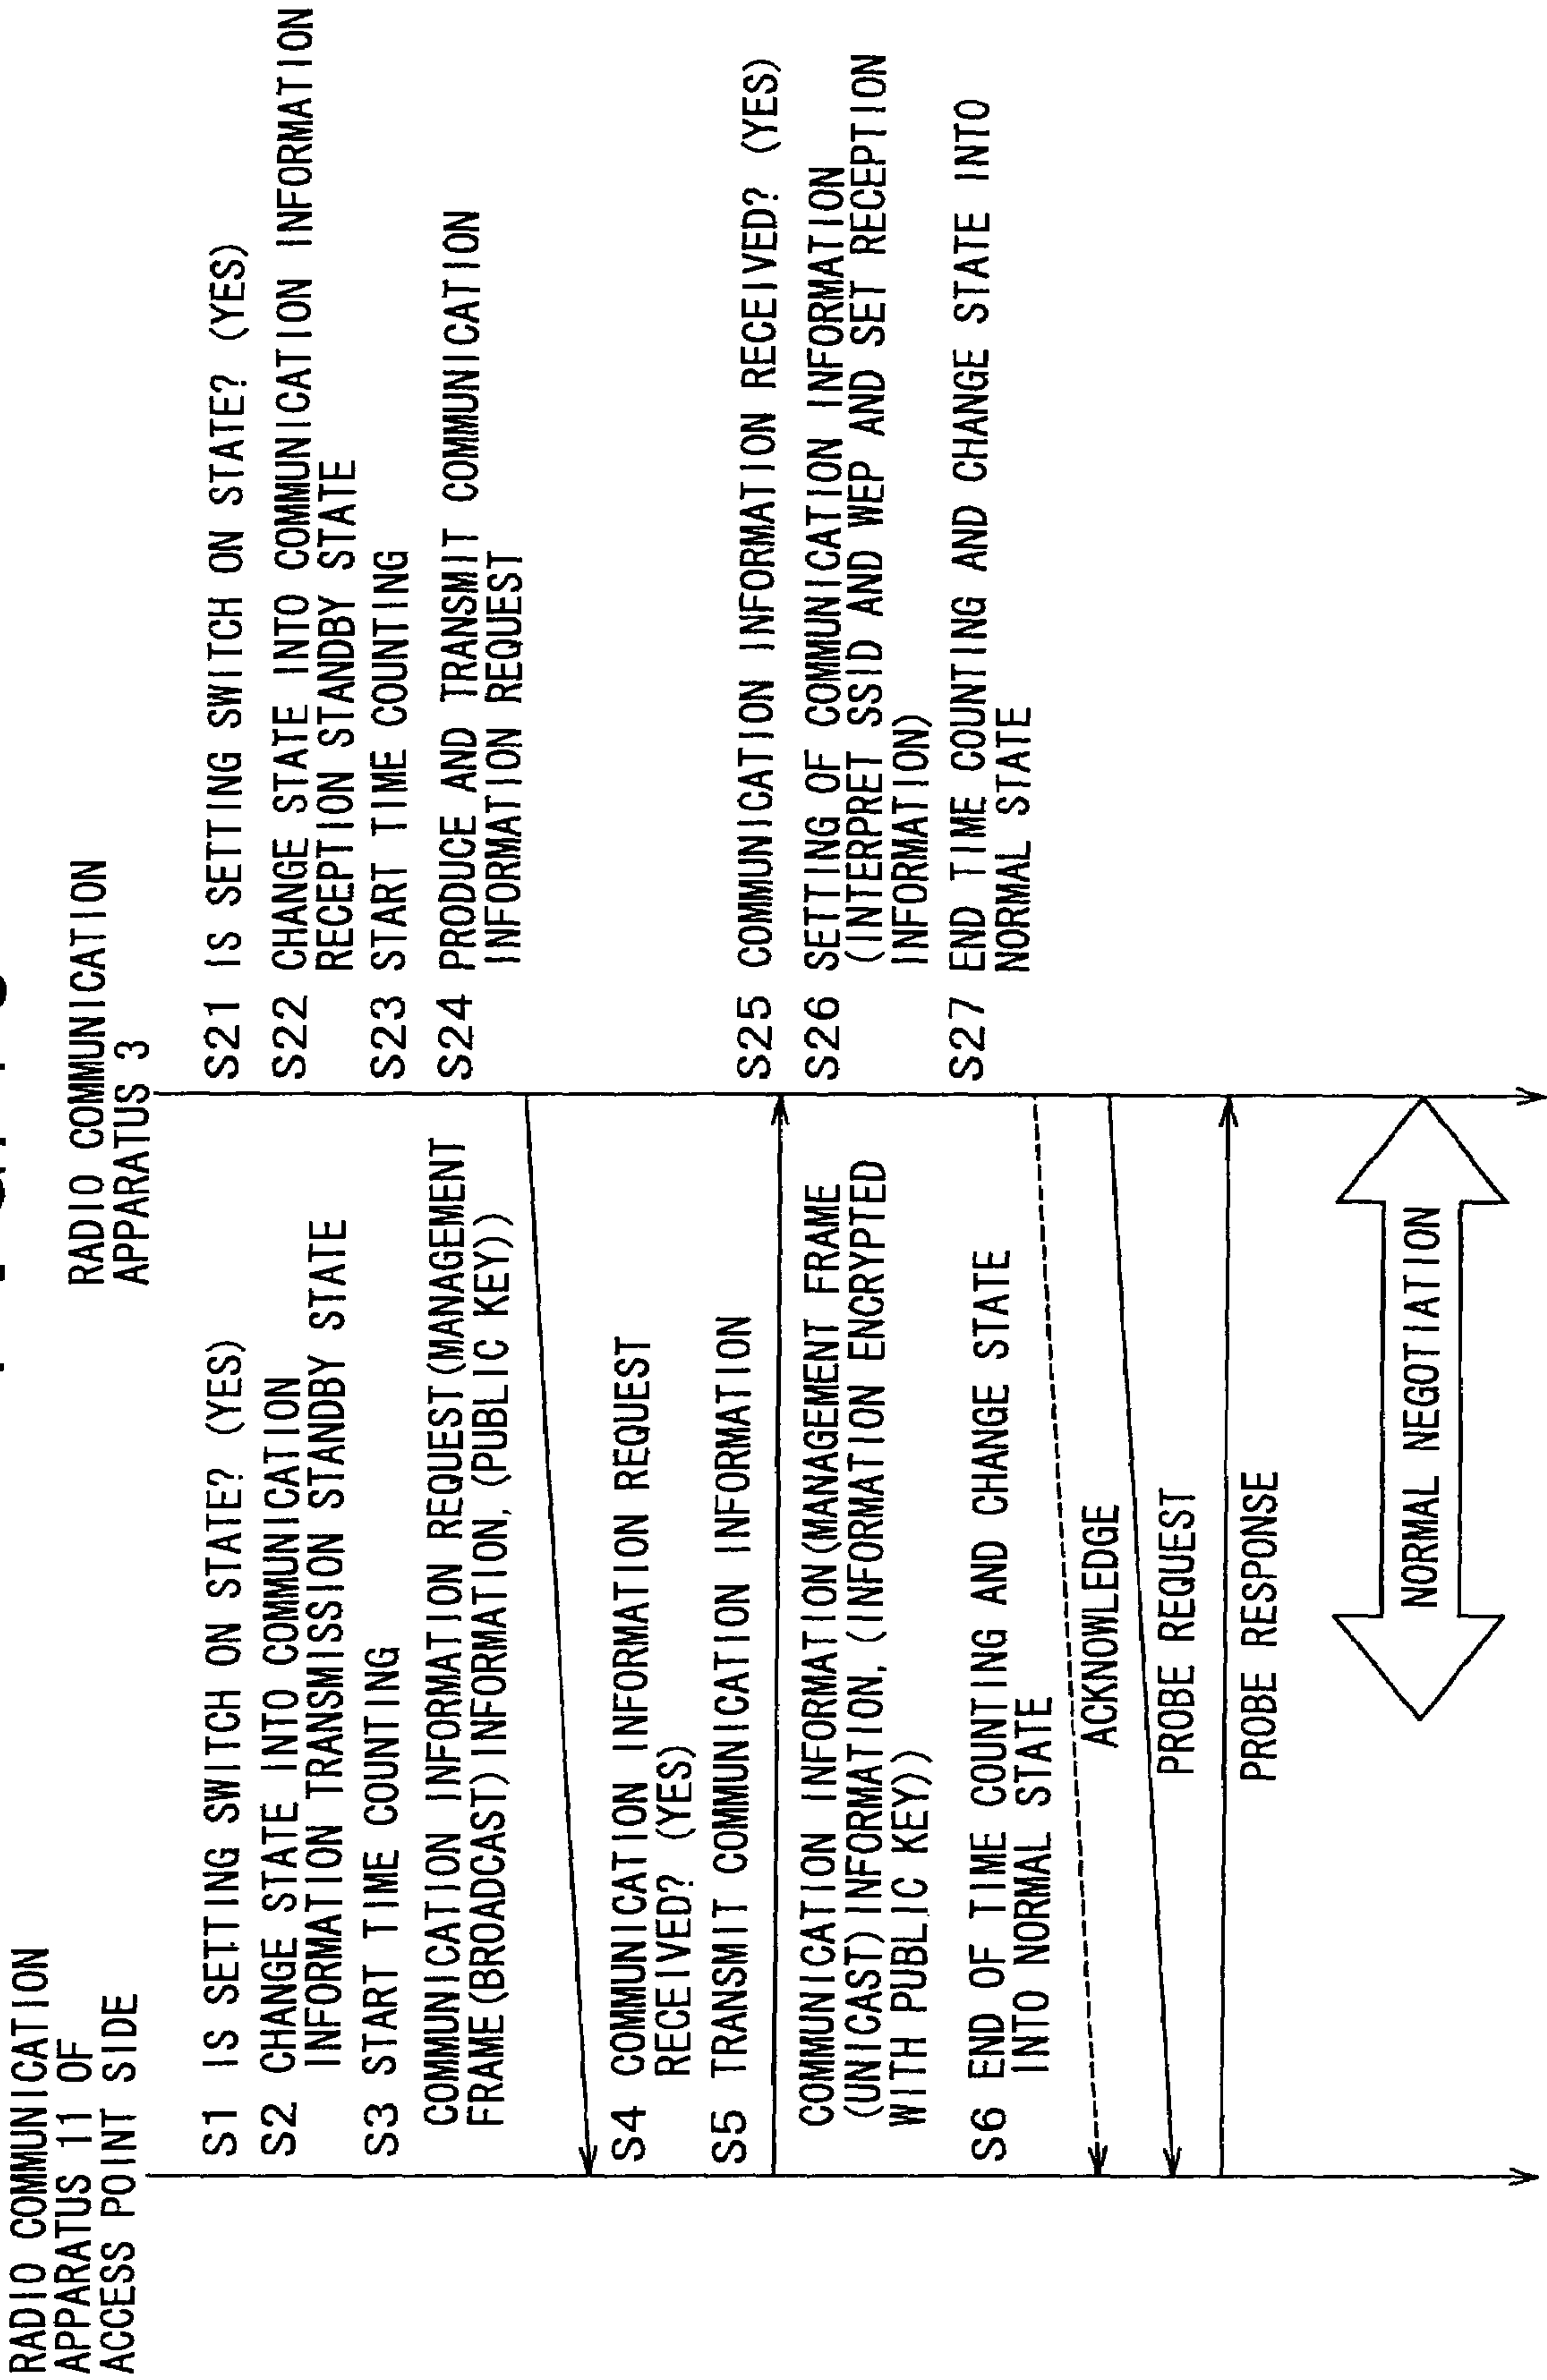 RADIO COMMUNICATION
APPARATUS 11 OF
ACCESS POINT SIDE
RADIO COMMUNICATION
APPARATUS 3
S1 IS SETTING SWITCH ON STATE? (YES)
S2 CHANGE STATE INTO COMMUNICATION
INFORMATION TRANSMISSION STANDBY STATE
S3 START TIME COUNTING
S21 IS SETTING SWITCH ON STATE? (YES)
S22 CHANGE STATE INTO COMMUNICATION INFORMATION
RECEPTION STANDBY STATE
S23 START TIME COUNTING
S24 PRODUCE AND TRANSMIT COMMUNICATION
INFORMATION REQUEST
COMMUNICATION INFORMATION REQUEST(MANAGEMENT
FRAME(BROADCAST) INFORMATION, (PUBLIC KEY))
S4 COMMUNICATION INFORMATION REQUEST
RECEIVED? (YES)
S5 TRANSMIT COMMUNICATION INFORMATION
COMMUNICATION INFORMATION(MANAGEMENT FRAME
(UNICAST) INFORMATION, (INFORMATION ENCRYPTED
WITH PUBLIC KEY))
S25 COMMUNICATION INFORMATION RECEIVED? (YES)
S26 SETTING OF COMMUNICATION INFORMATION
(INTERPRET SSID AND WEP AND SET RECEPTION
INFORMATION)
S27 END TIME COUNTING AND CHANGE STATE INTO
NORMAL STATE
S6 END OF TIME COUNTING AND CHANGE STATE
INTO NORMAL STATE
ACKNOWLEDGE
PROBE REQUEST
PROBE RESPONSE
NORMAL NEGOTIATION